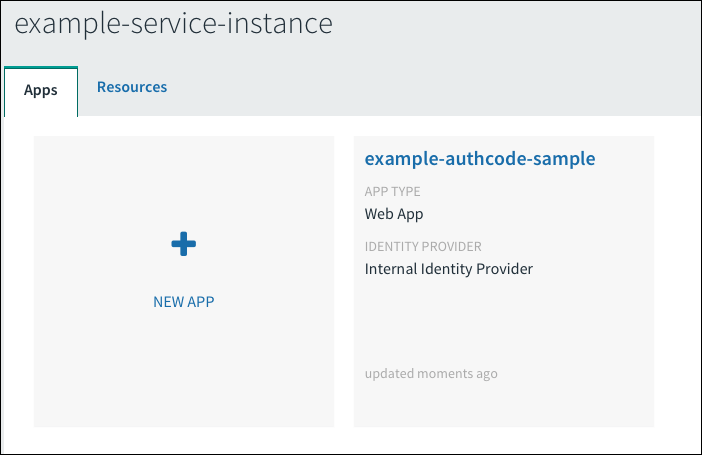 example-service-instance
Apps
Resources
NEW APP
example-authcode-sample
APP TYPE
Web App
IDENTITY PROVIDER
Internal Identity Provider
updated moments ago